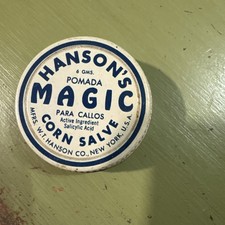 HANSON'S
6 GMS.
POMADA
MAGIC
PARA CALLOS
Active Ingredient
Salicylic Acid
CORN SALVE
MFRS. W.T. HANSON CO., NEW YORK, U.S.A.